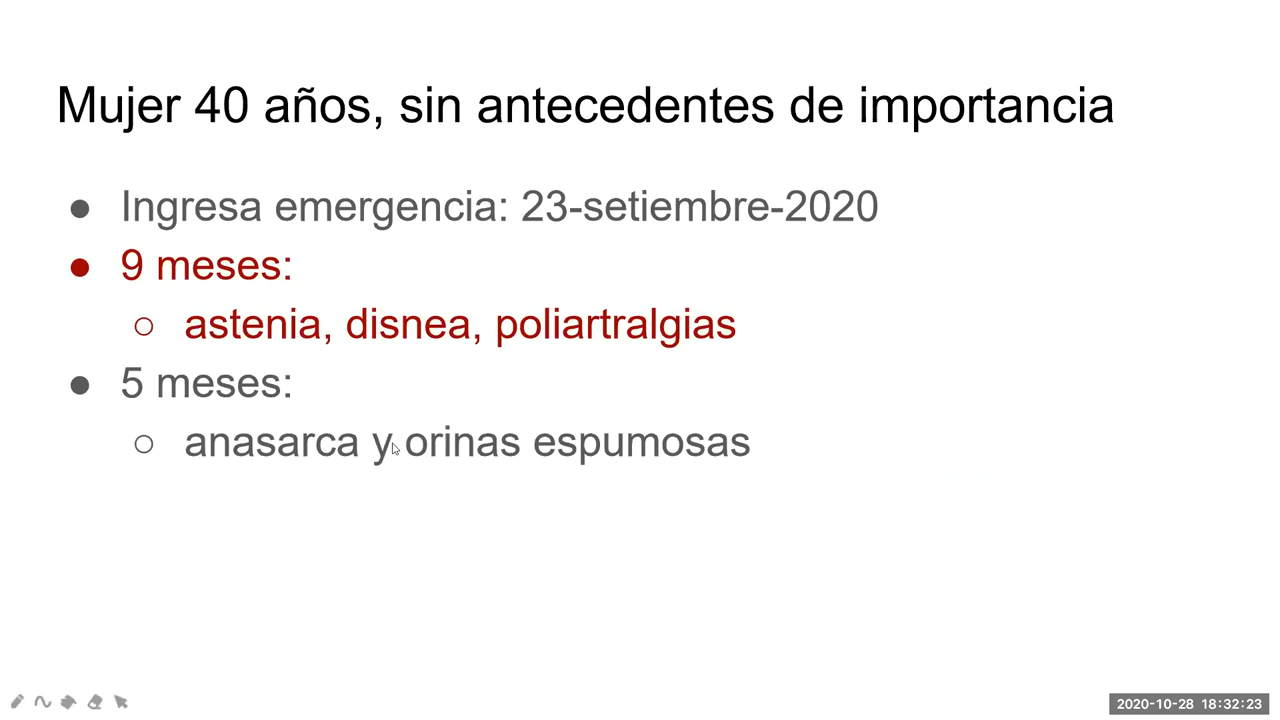 Mujer 40 años, sin antecedentes de importancia
● Ingresa emergencia: 23-setiembre-2020
● 9 meses:
○ astenia, disnea, poliartralgias
● 5 meses:
○ anasarca y orinas espumosas
2020-10-28 18:32:23